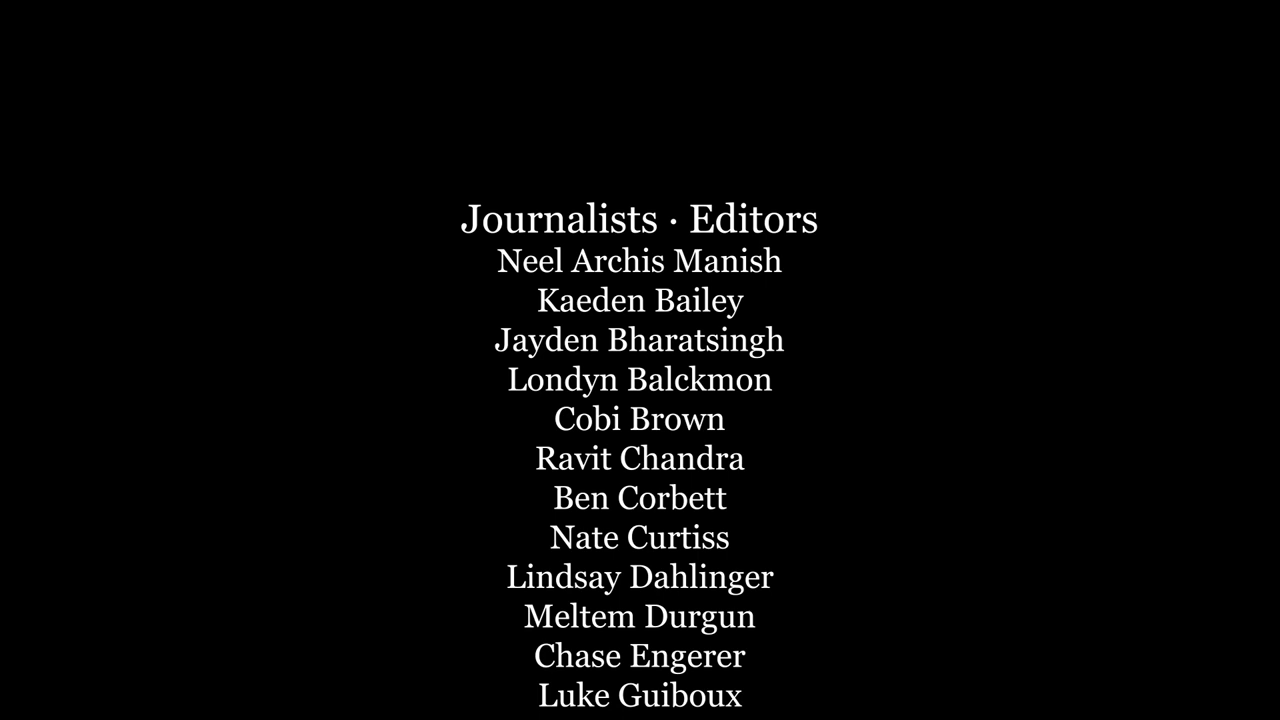 Journalists · Editors
Neel Archis Manish
Kaeden Bailey
Jayden Bharatsingh
Londyn Balckmon
Cobi Brown
Ravit Chandra
Ben Corbett
Nate Curtiss
Lindsay Dahlinger
Meltem Durgun
Chase Engerer
Luke Guiboux